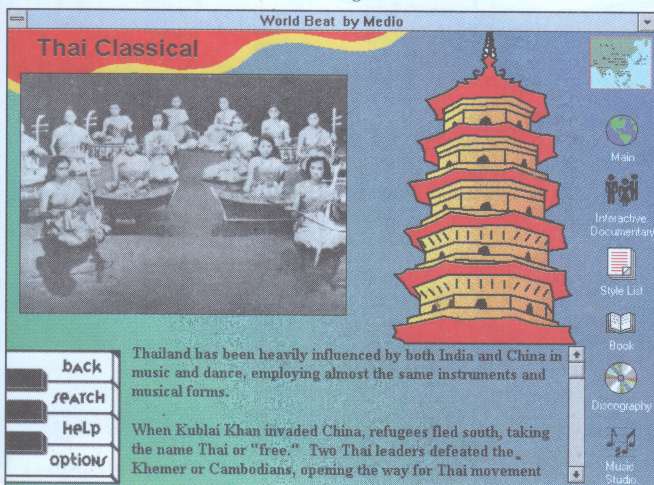 World Beat by Medio
Thai Classical
Main
Interactive
Documentary
Style List
Book
Discography
Music
Studio
back
search
help
options
Thailand has been heavily influenced by both India and China in
music and dance, employing almost the same instruments and
musical forms.
When Kublai Khan invaded China, refugees fled south, taking
the name Thai or "free." Two Thai leaders defeated the
Khemer or Cambodians, opening the way for Thai movement